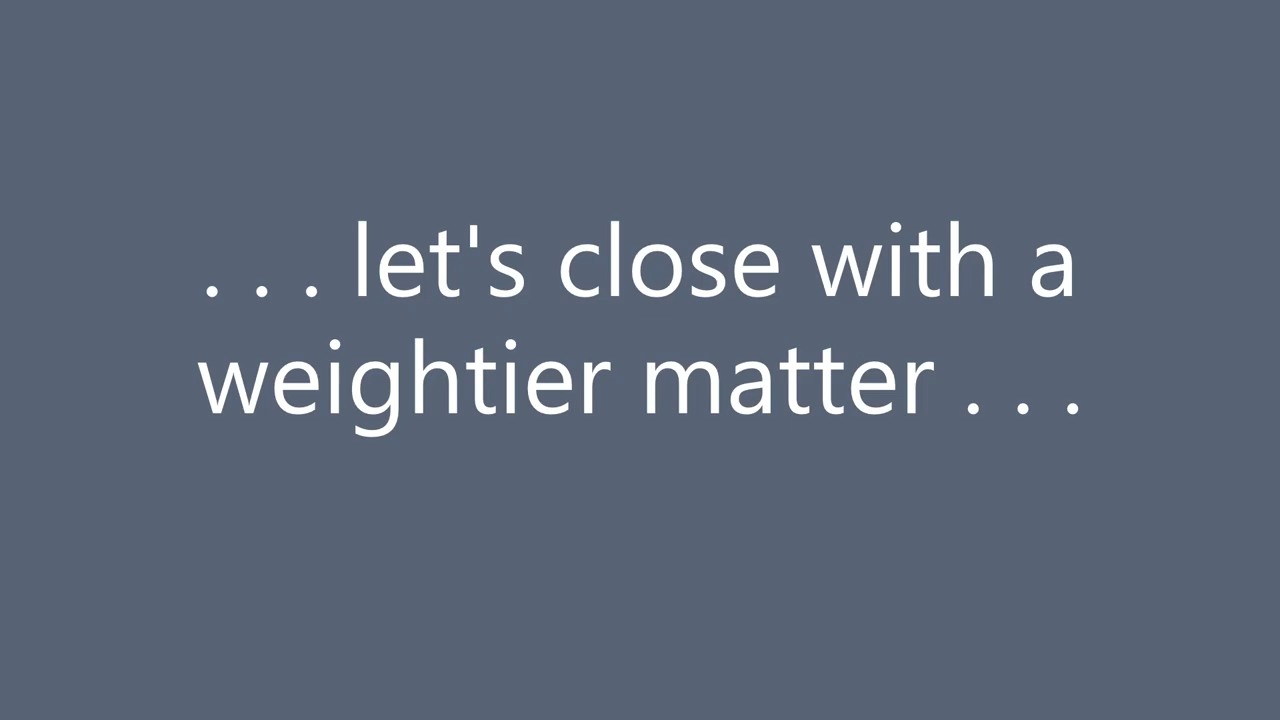 . . . let's close with a
weightier matter . . .